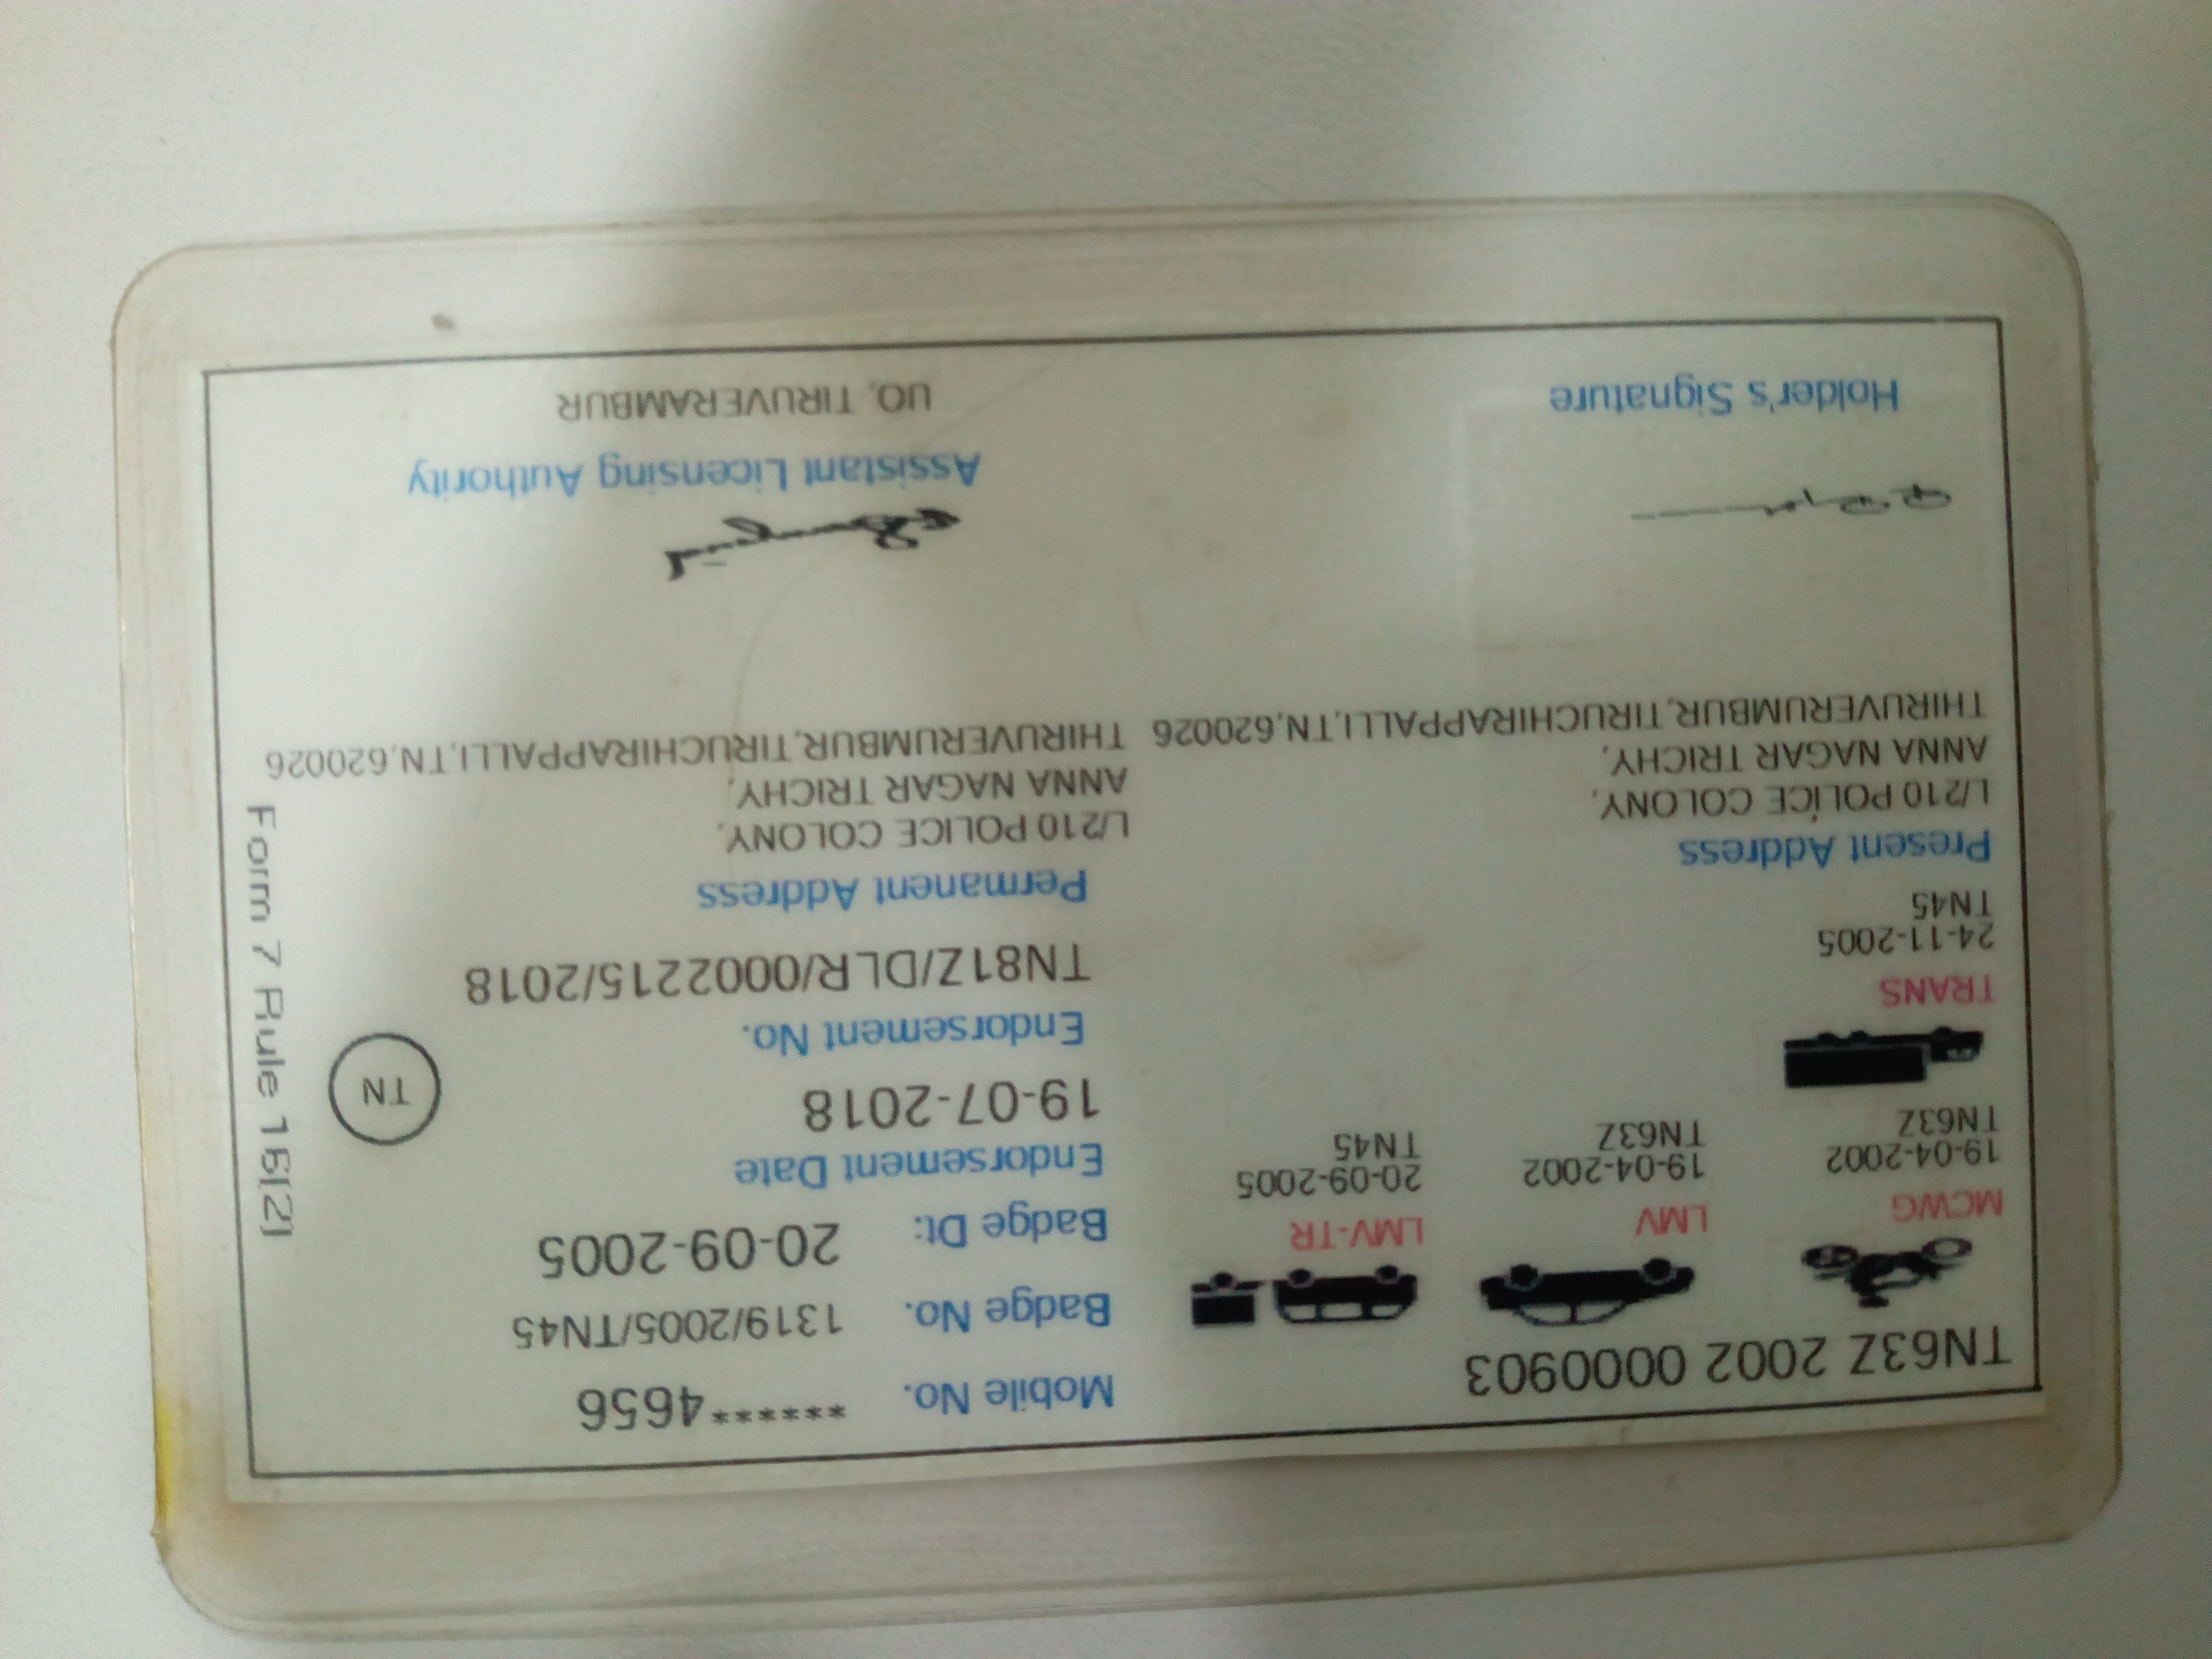 TN63Z 2002 0000903
MCWG
19-04-2002
TN63Z
LMV
19-04-2002
TN63Z
LMV-TR
20-09-2005
TN45
TRANS
24-11-2005
TN45
Present Address
L/210 POLICE COLONY,
ANNA NAGAR TRICHY,
THIRUVERUMBUR,TIRUCHIRAPPALLI,TN,620026
Holder's Signature
Mobile No. ******4656
Badge No. 1319/2005/TN45
Badge Dt: 20-09-2005
Endorsement Date
19-07-2018
Endorsement No.
TN81Z/DLR/0002215/2018
TN
Permanent Address
L/210 POLICE COLONY,
ANNA NAGAR TRICHY,
THIRUVERUMBUR,TIRUCHIRAPPALLI,TN,620026
Assistant Licensing Authority
UO, TIRUVERAMBUR
Form 7 Rule 16(2)